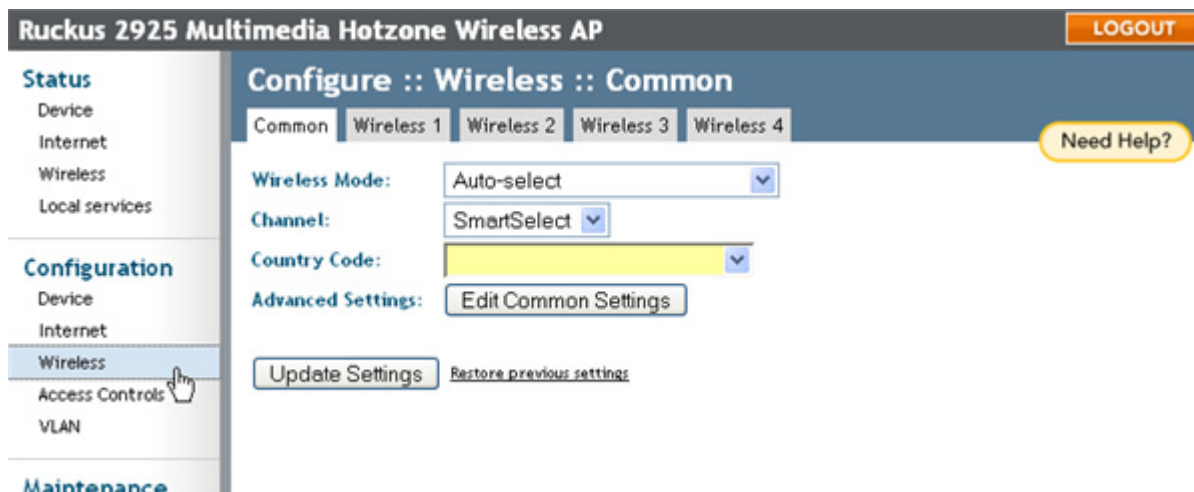 Ruckus 2925 Multimedia Hotzone Wireless AP
LOGOUT
Status
Device
Internet
Wireless
Local services
Configuration
Device
Internet
Wireless
Access Controls
VLAN
Maintenance
Configure :: Wireless :: Common
Common
Wireless 1
Wireless 2
Wireless 3
Wireless 4
Need Help?
Wireless Mode: Auto-select
Channel: SmartSelect
Country Code:
Advanced Settings: Edit Common Settings
Update Settings Restore previous settings